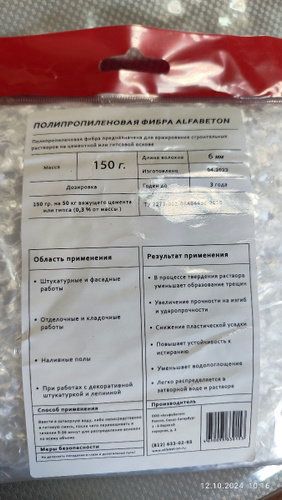 ПОЛИПРОПИЛЕНОВАЯ ФИБРА ALFABETON
Полипропиленовая фибра предназначена для армирования строительных
растворов на цементной или гипсовой основе
Масса
150 г.
Длина волокна
6 мм
Изготовлено
04.2023
Дозировка
Годен до
3 года
150 гр. на 50 кг вяжущего цемента
или гипса (0,3 % от массы)
Область применения
• Штукатурные и фасадные
работы
• Отделочные и кладочные
работы
• Наливные полы
• При работах с декоративной
штукатуркой и лепниной
Результат применения
• В процессе твердения раствора
уменьшает образование трещин
• Увеличение прочности на изгиб
и ударопрочности
• Снижение пластической усадки
• Повышает устойчивость к
истиранию
• Уменьшает водопоглощение
• Легко распределяется в
затворной воде и растворе
Способ применения
Меры безопасности
Производитель
12.10.2024 10:16